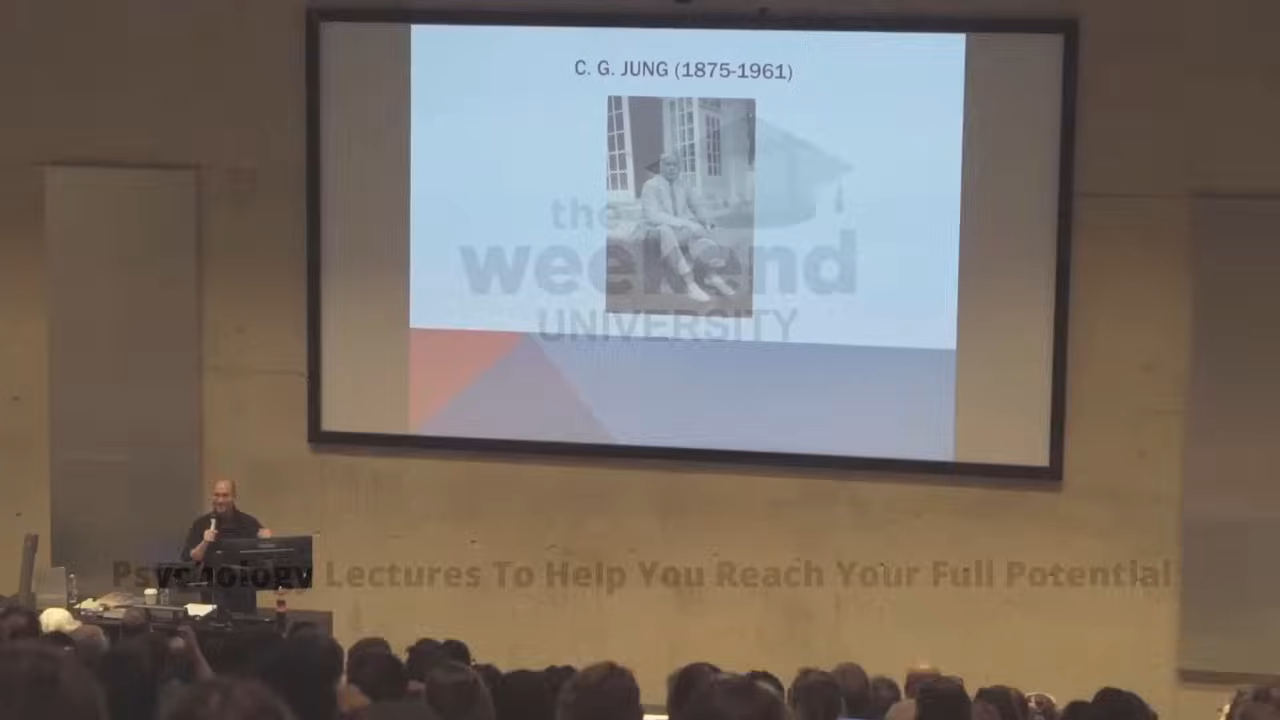 C. G. JUNG (1875-1961)
the
weekend
UNIVERSITY
Psychology Lectures To Help You Reach Your Full Potential